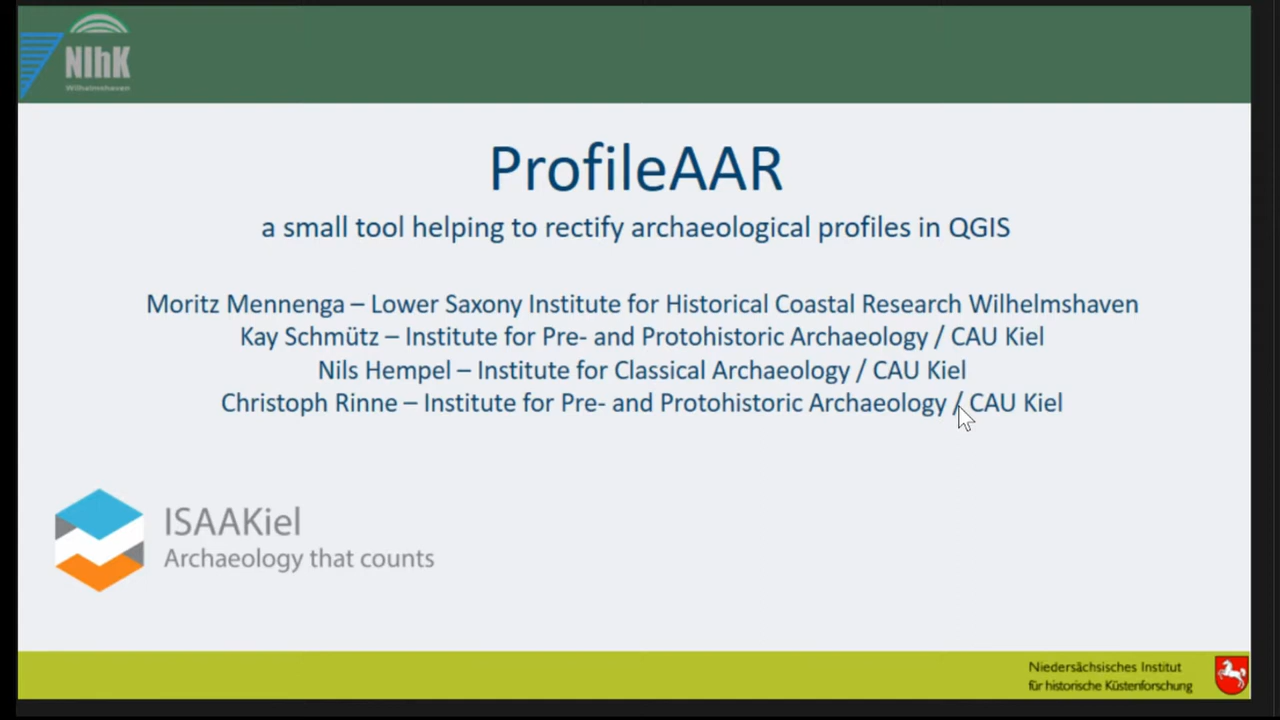 NIhK
Wilhelmshaven
ProfileAAR
a small tool helping to rectify archaeological profiles in QGIS
Moritz Mennenga – Lower Saxony Institute for Historical Coastal Research Wilhelmshaven
Kay Schmütz – Institute for Pre- and Protohistoric Archaeology / CAU Kiel
Nils Hempel – Institute for Classical Archaeology / CAU Kiel
Christoph Rinne – Institute for Pre- and Protohistoric Archaeology / CAU Kiel
ISAAKiel
Archaeology that counts
Niedersächsisches Institut
für historische Küstenforschung